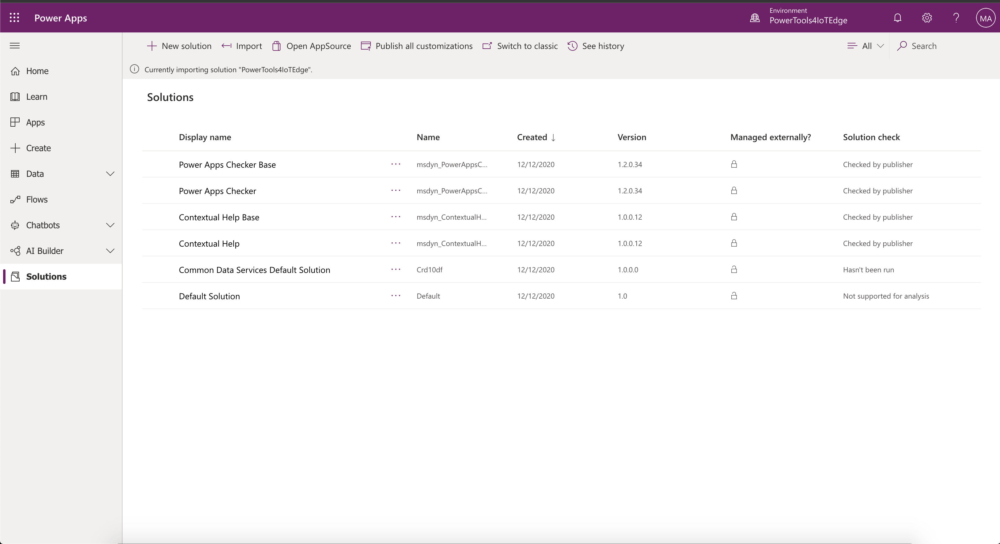 Power Apps
Environment
PowerTools4IoTEdge
MA
New solution Import Open AppSource Publish all customizations Switch to classic See history All Search
Currently importing solution "PowerTools4IoTEdge".
Home
Learn
Apps
Create
Data
Flows
Chatbots
AI Builder
Solutions
Solutions
Display name Name Created Version Managed externally? Solution check
Power Apps Checker Base ... msdyn_PowerAppsC... 12/12/2020 1.2.0.34 Checked by publisher
Power Apps Checker ... msdyn_PowerAppsC... 12/12/2020 1.2.0.34 Checked by publisher
Contextual Help Base ... msdyn_ContextualH... 12/12/2020 1.0.0.12 Checked by publisher
Contextual Help ... msdyn_ContextualH... 12/12/2020 1.0.0.12 Checked by publisher
Common Data Services Default Solution ... Crd10df 12/12/2020 1.0.0.0 Hasn't been run
Default Solution ... Default 12/12/2020 1.0 Not supported for analysis